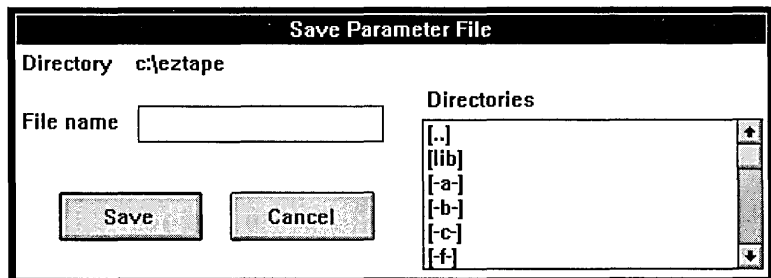 Save Parameter File
Directory c:\eztape
File name
Directories
[..]
[lib]
[-a-]
[-b-]
[-c-]
[-f-]
Save
Cancel